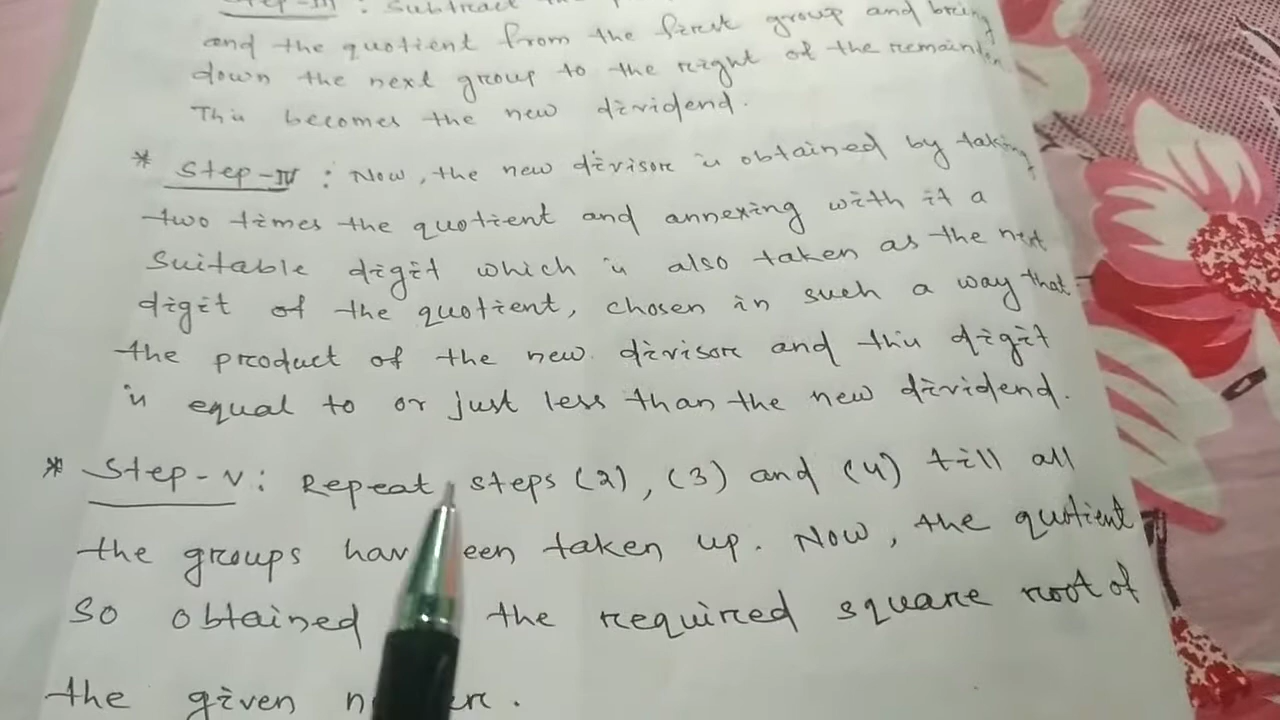 Step-III : Subtract the
and the quotient from the first group and bring
down the next group to the right of the remainder
This becomes the new dividend.
* Step-IV : Now, the new divisor is obtained by taking
two times the quotient and annexing with it a
suitable digit which is also taken as the next
digit of the quotient, chosen in such a way that
the product of the new divisor and this digit
is equal to or just less than the new dividend.
* Step-V : Repeat steps (2), (3) and (4) till all
the groups have been taken up. Now, the quotient
so obtained the required square root of
the given number.